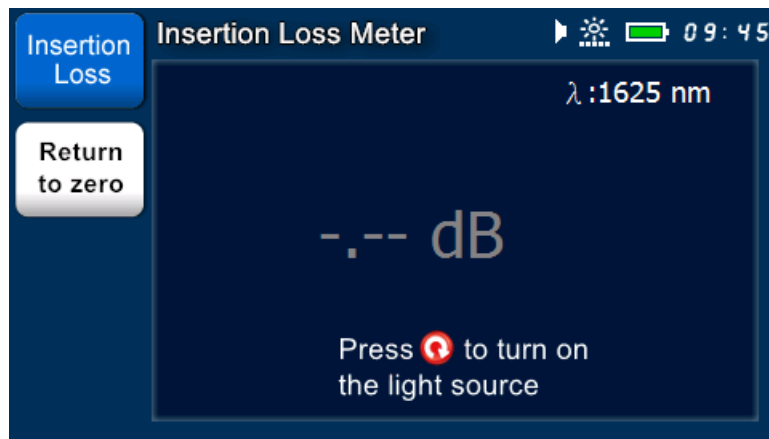 Insertion Loss Meter
09:45
Insertion
Loss
Return
to zero
λ:1625 nm
-.-- dB
Press to turn on
the light source